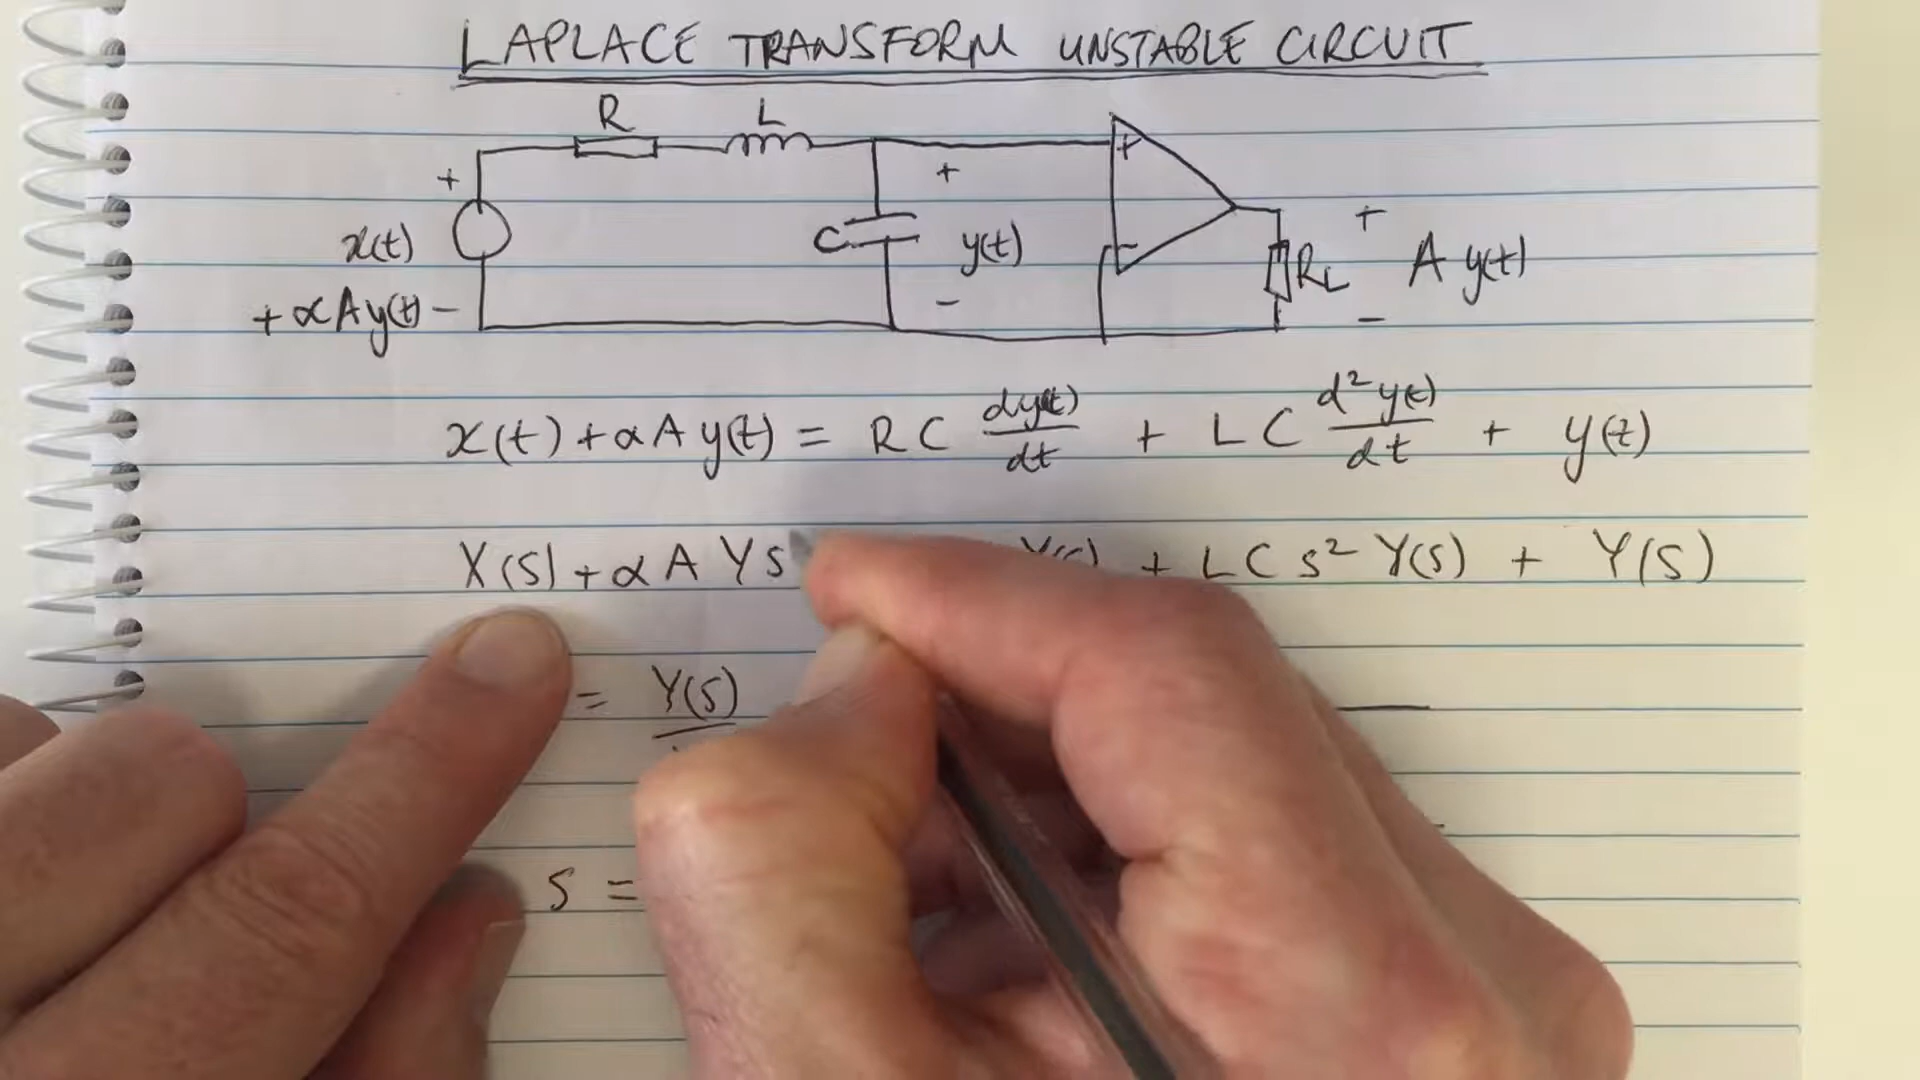 LAPLACE TRANSFORM UNSTABLE CIRCUIT
R L
+ + + +
x(t) C y(t) RL A y(t)
+ αAy(t) − − − −
x(t) + αA y(t) = RC dy(t)/dt + LC d²y(t)/dt + y(t)
X(s) + αA Ys Y(s) + LC s² Y(s) + Y(s)
= Y(s)
s =